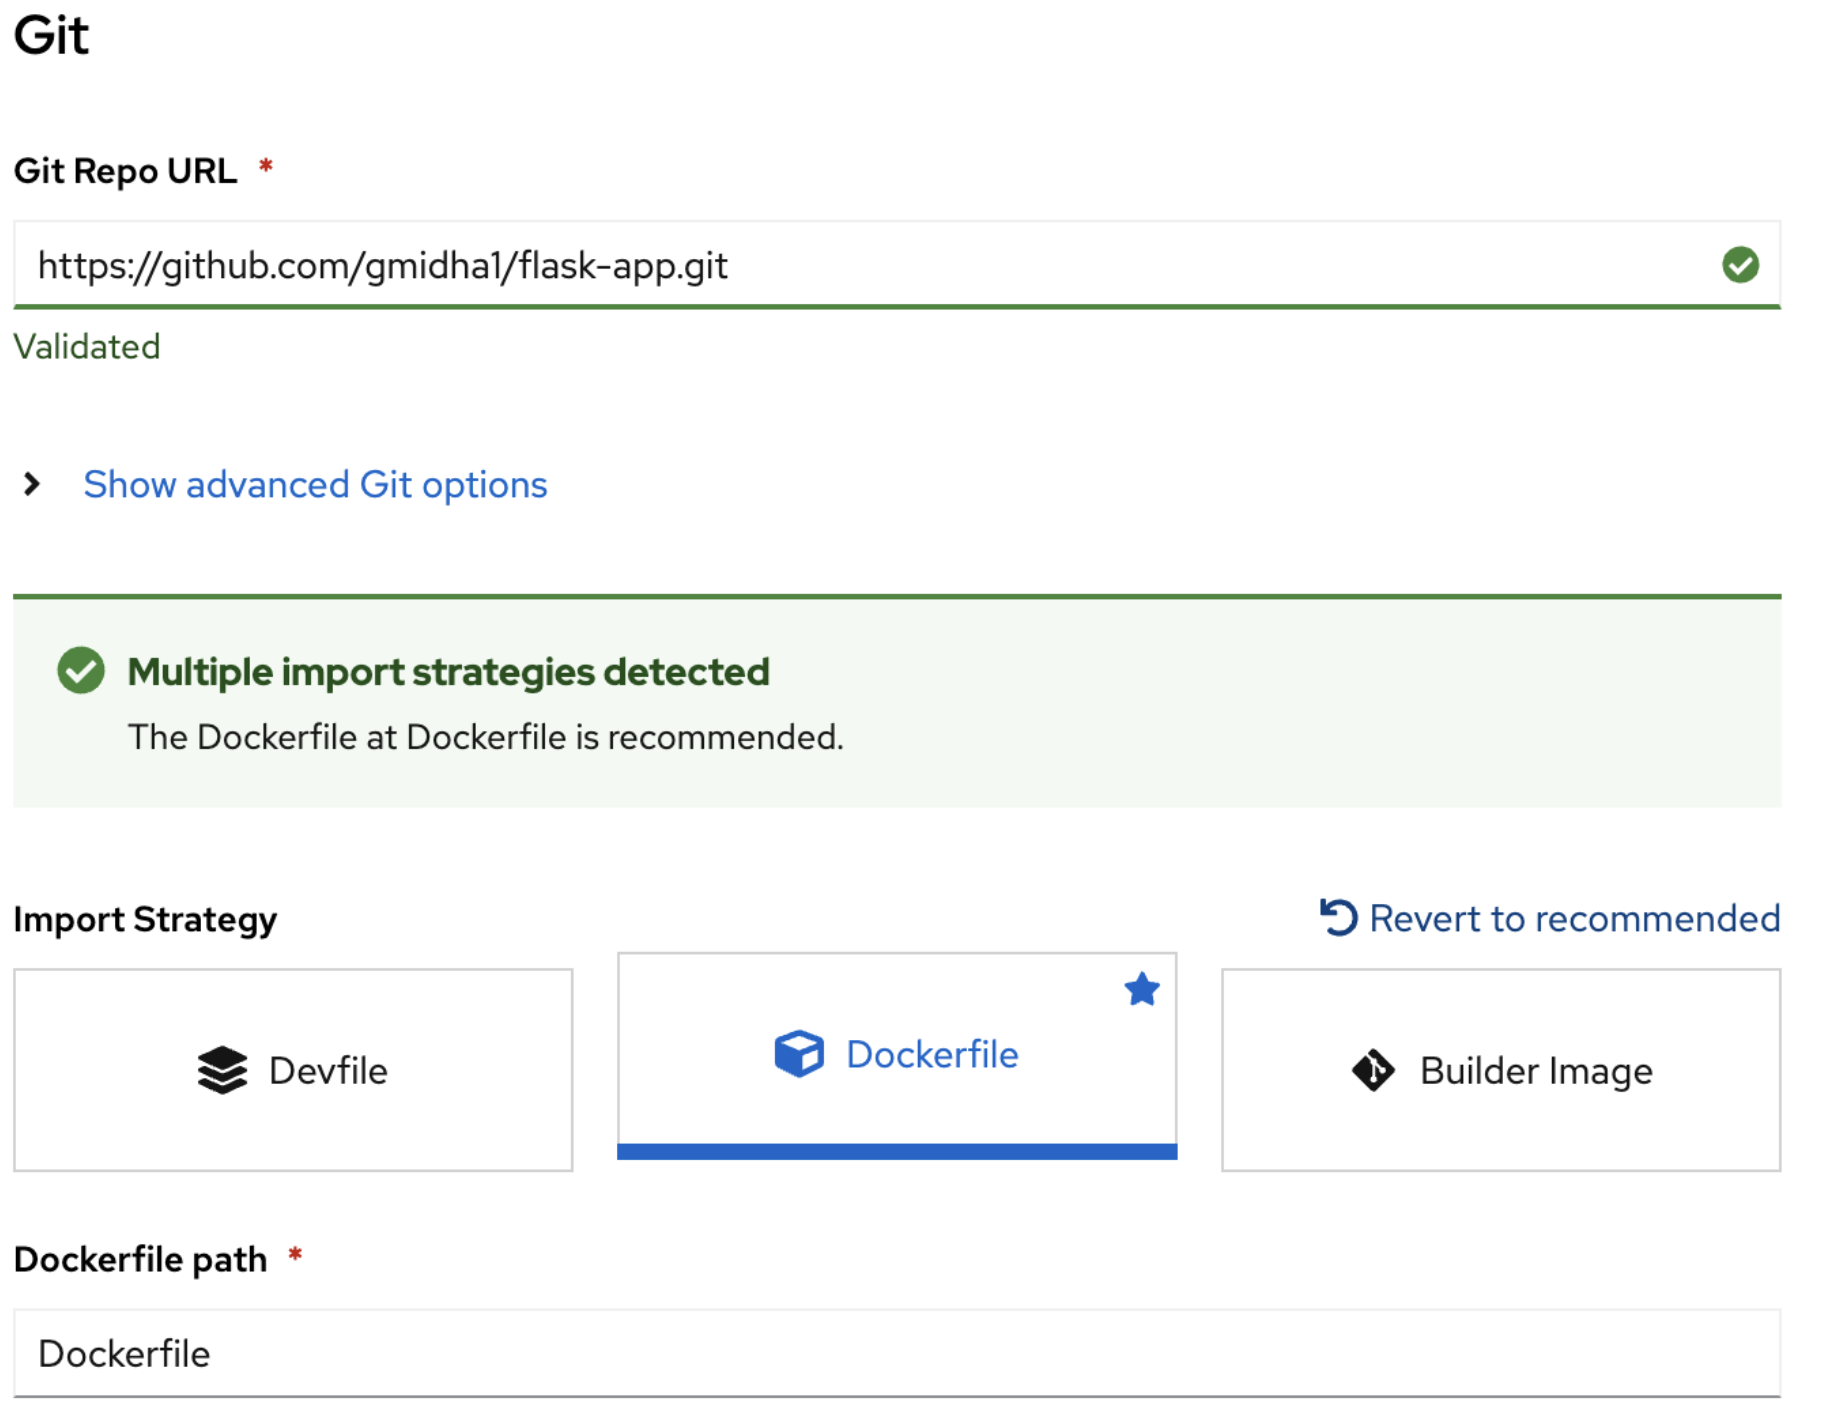 Git
Git Repo URL *
https://github.com/gmidha1/flask-app.git
Validated
Show advanced Git options
Multiple import strategies detected
The Dockerfile at Dockerfile is recommended.
Import Strategy
Revert to recommended
Devfile
Dockerfile
Builder Image
Dockerfile path *
Dockerfile